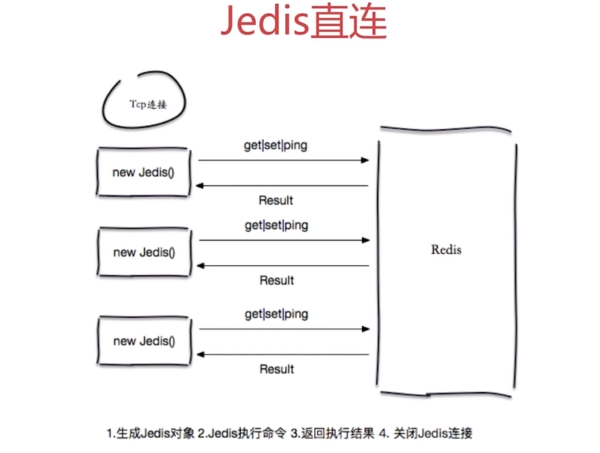 Jedis直连
Tcp连接
new Jedis()
get|set|ping
Result
new Jedis()
get|set|ping
Result
new Jedis()
get|set|ping
Result
Redis
1.生成Jedis对象 2.Jedis执行命令 3.返回执行结果 4. 关闭Jedis连接